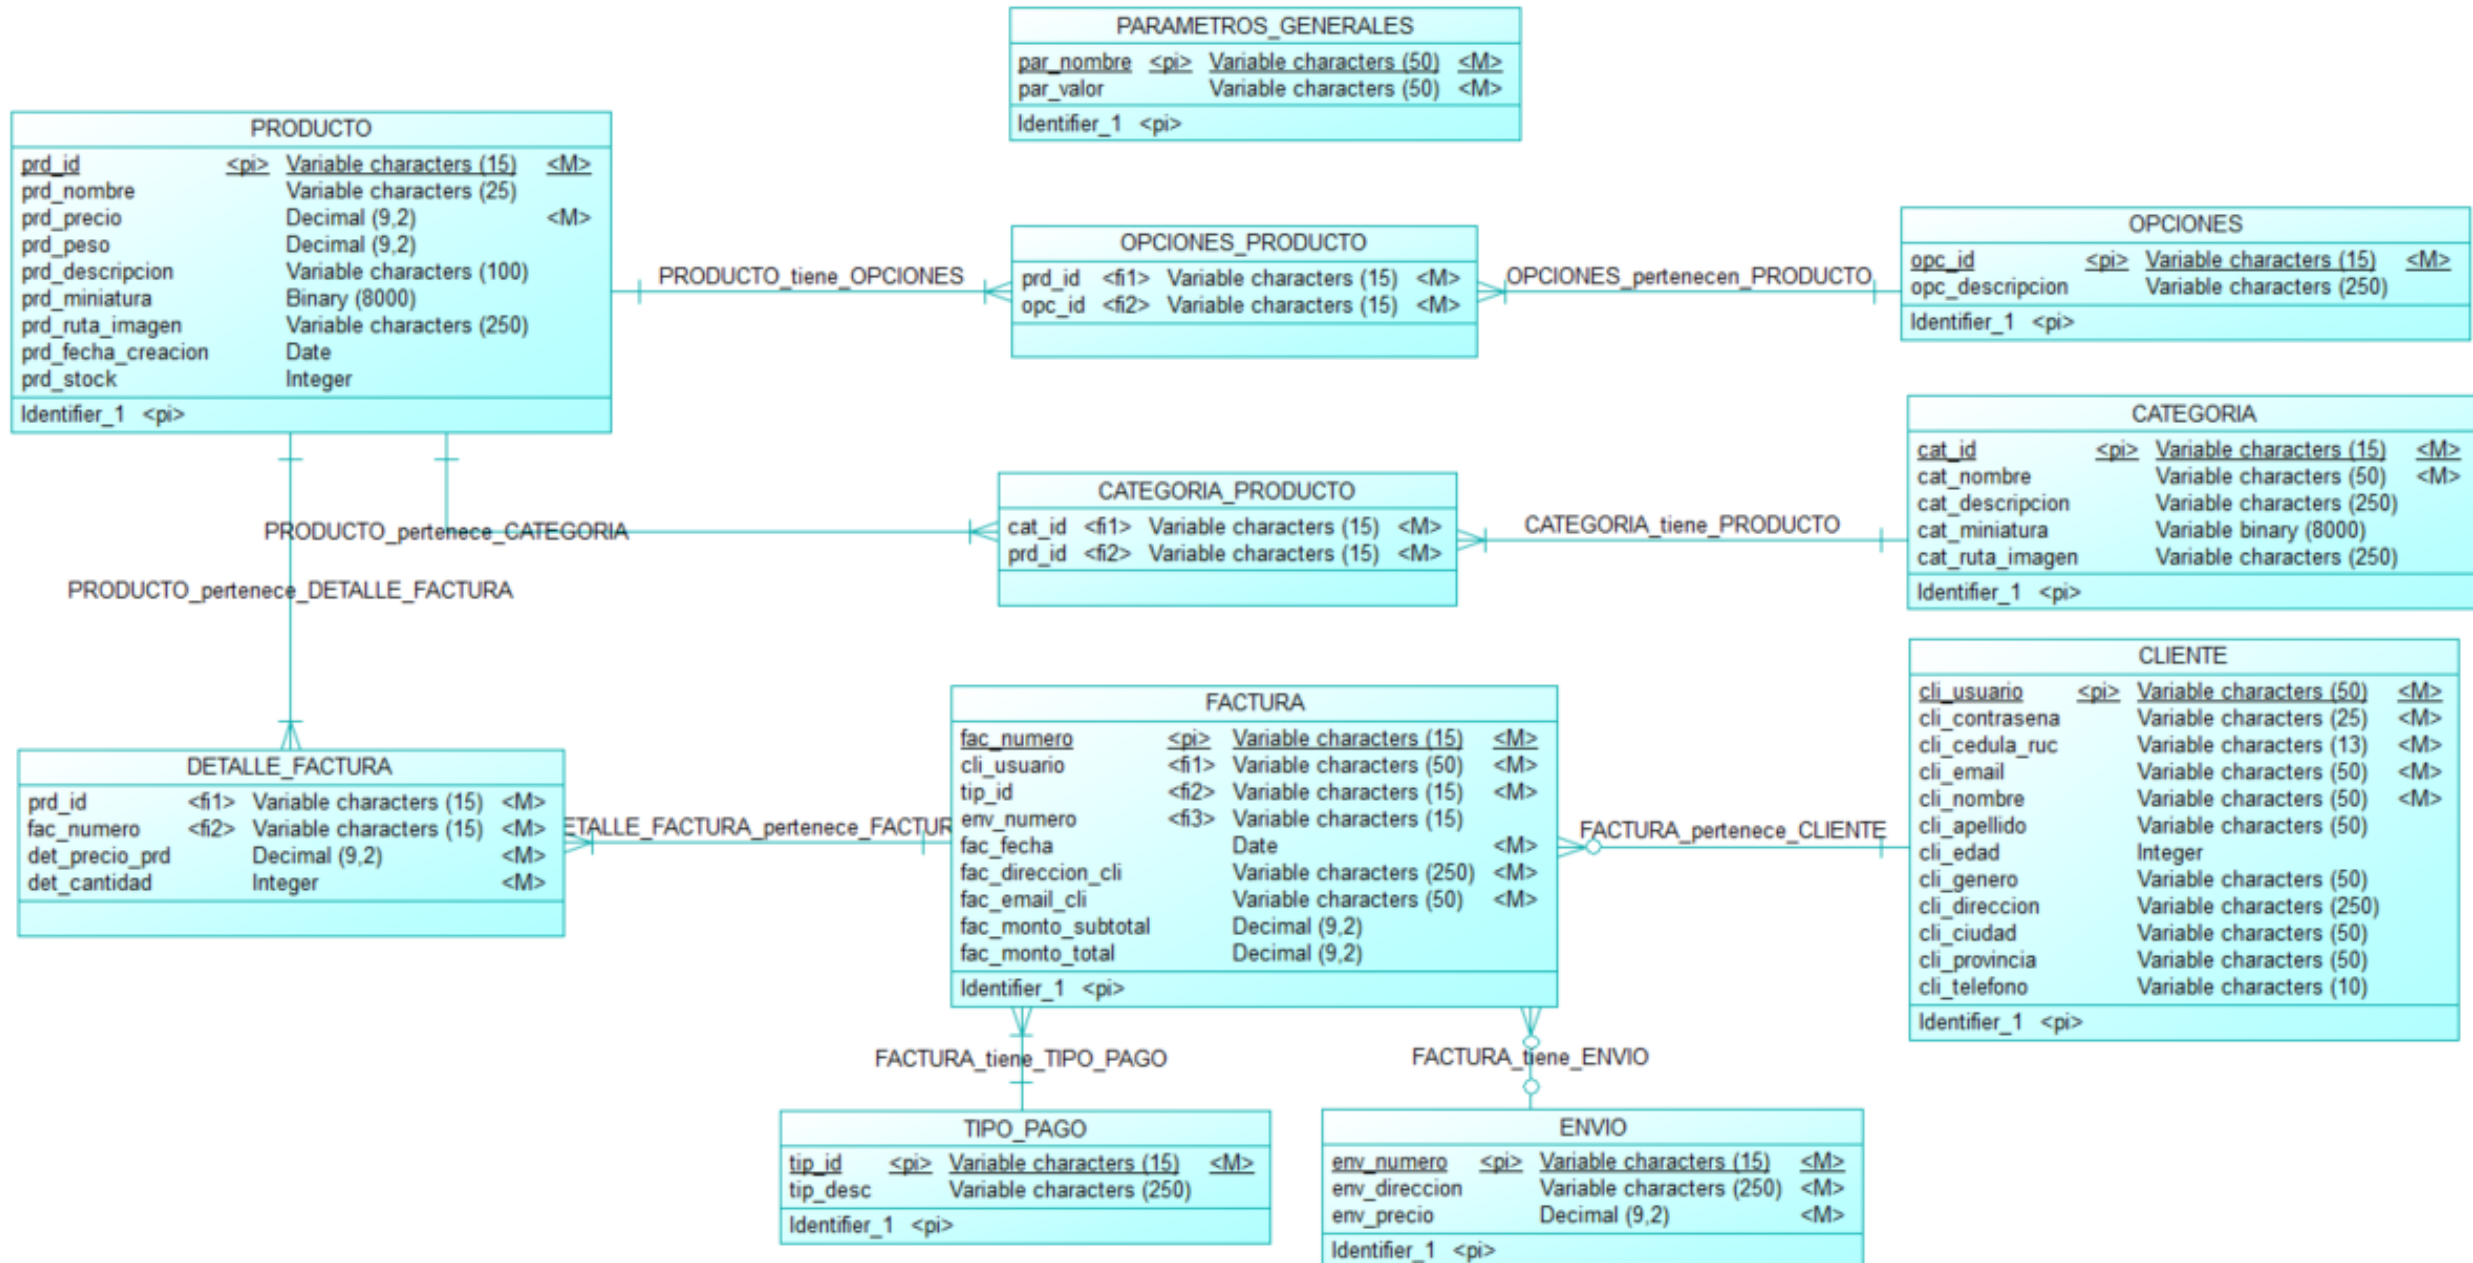 PARAMETROS_GENERALES
par_nombre <pi> Variable characters (50) <M>
par_valor Variable characters (50) <M>
Identifier_1 <pi>
PRODUCTO
prd_id <pi> Variable characters (15) <M>
prd_nombre Variable characters (25)
prd_precio Decimal (9,2) <M>
prd_peso Decimal (9,2)
prd_descripcion Variable characters (100)
prd_miniatura Binary (8000)
prd_ruta_imagen Variable characters (250)
prd_fecha_creacion Date
prd_stock Integer
Identifier_1 <pi>
PRODUCTO_tiene_OPCIONES
OPCIONES_PRODUCTO
prd_id <fi1> Variable characters (15) <M>
opc_id <fi2> Variable characters (15) <M>
OPCIONES_pertenecen_PRODUCTO
OPCIONES
opc_id <pi> Variable characters (15) <M>
opc_descripcion Variable characters (250)
Identifier_1 <pi>
PRODUCTO_pertenece_CATEGORIA
CATEGORIA_PRODUCTO
cat_id <fi1> Variable characters (15) <M>
prd_id <fi2> Variable characters (15) <M>
CATEGORIA_tiene_PRODUCTO
CATEGORIA
cat_id <pi> Variable characters (15) <M>
cat_nombre Variable characters (50) <M>
cat_descripcion Variable characters (250)
cat_miniatura Variable binary (8000)
cat_ruta_imagen Variable characters (250)
Identifier_1 <pi>
PRODUCTO_pertenece_DETALLE_FACTURA
DETALLE_FACTURA
prd_id <fi1> Variable characters (15) <M>
fac_numero <fi2> Variable characters (15) <M>
det_precio_prd Decimal (9,2) <M>
det_cantidad Integer <M>
ETALLE_FACTURA_pertenece_FACTUR
FACTURA
fac_numero <pi> Variable characters (15) <M>
cli_usuario <fi1> Variable characters (50) <M>
tip_id <fi2> Variable characters (15) <M>
env_numero <fi3> Variable characters (15)
fac_fecha Date <M>
fac_direccion_cli Variable characters (250) <M>
fac_email_cli Variable characters (50) <M>
fac_monto_subtotal Decimal (9,2)
fac_monto_total Decimal (9,2)
Identifier_1 <pi>
FACTURA_pertenece_CLIENTE
CLIENTE
cli_usuario <pi> Variable characters (50) <M>
cli_contrasena Variable characters (25) <M>
cli_cedula_ruc Variable characters (13) <M>
cli_email Variable characters (50) <M>
cli_nombre Variable characters (50) <M>
cli_apellido Variable characters (50)
cli_edad Integer
cli_genero Variable characters (50)
cli_direccion Variable characters (250)
cli_ciudad Variable characters (50)
cli_provincia Variable characters (50)
cli_telefono Variable characters (10)
Identifier_1 <pi>
FACTURA_tiene_TIPO_PAGO
FACTURA_tiene_ENVIO
TIPO_PAGO
tip_id <pi> Variable characters (15) <M>
tip_desc Variable characters (250)
Identifier_1 <pi>
ENVIO
env_numero <pi> Variable characters (15) <M>
env_direccion Variable characters (250) <M>
env_precio Decimal (9,2) <M>
Identifier_1 <pi>